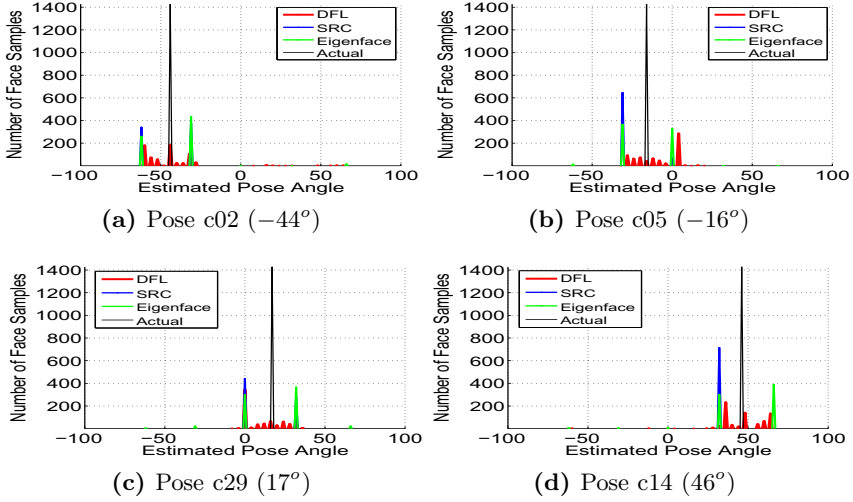 Number of Face Samples
1400
1200
1000
800
600
400
200
−100 −50 0 50 100
Estimated Pose Angle
DFL
SRC
Eigenface
Actual
(a) Pose c02 (−44°)
Number of Face Samples
1400
1200
1000
800
600
400
200
−100 −50 0 50 100
Estimated Pose Angle
DFL
SRC
Eigenface
Actual
(b) Pose c05 (−16°)
Number of Face Samples
1400
1200
1000
800
600
400
200
−100 −50 0 50 100
Estimated Pose Angle
DFL
SRC
Eigenface
Actual
(c) Pose c29 (17°)
Number of Face Samples
1400
1200
1000
800
600
400
200
−100 −50 0 50 100
Estimated Pose Angle
DFL
SRC
Eigenface
Actual
(d) Pose c14 (46°)